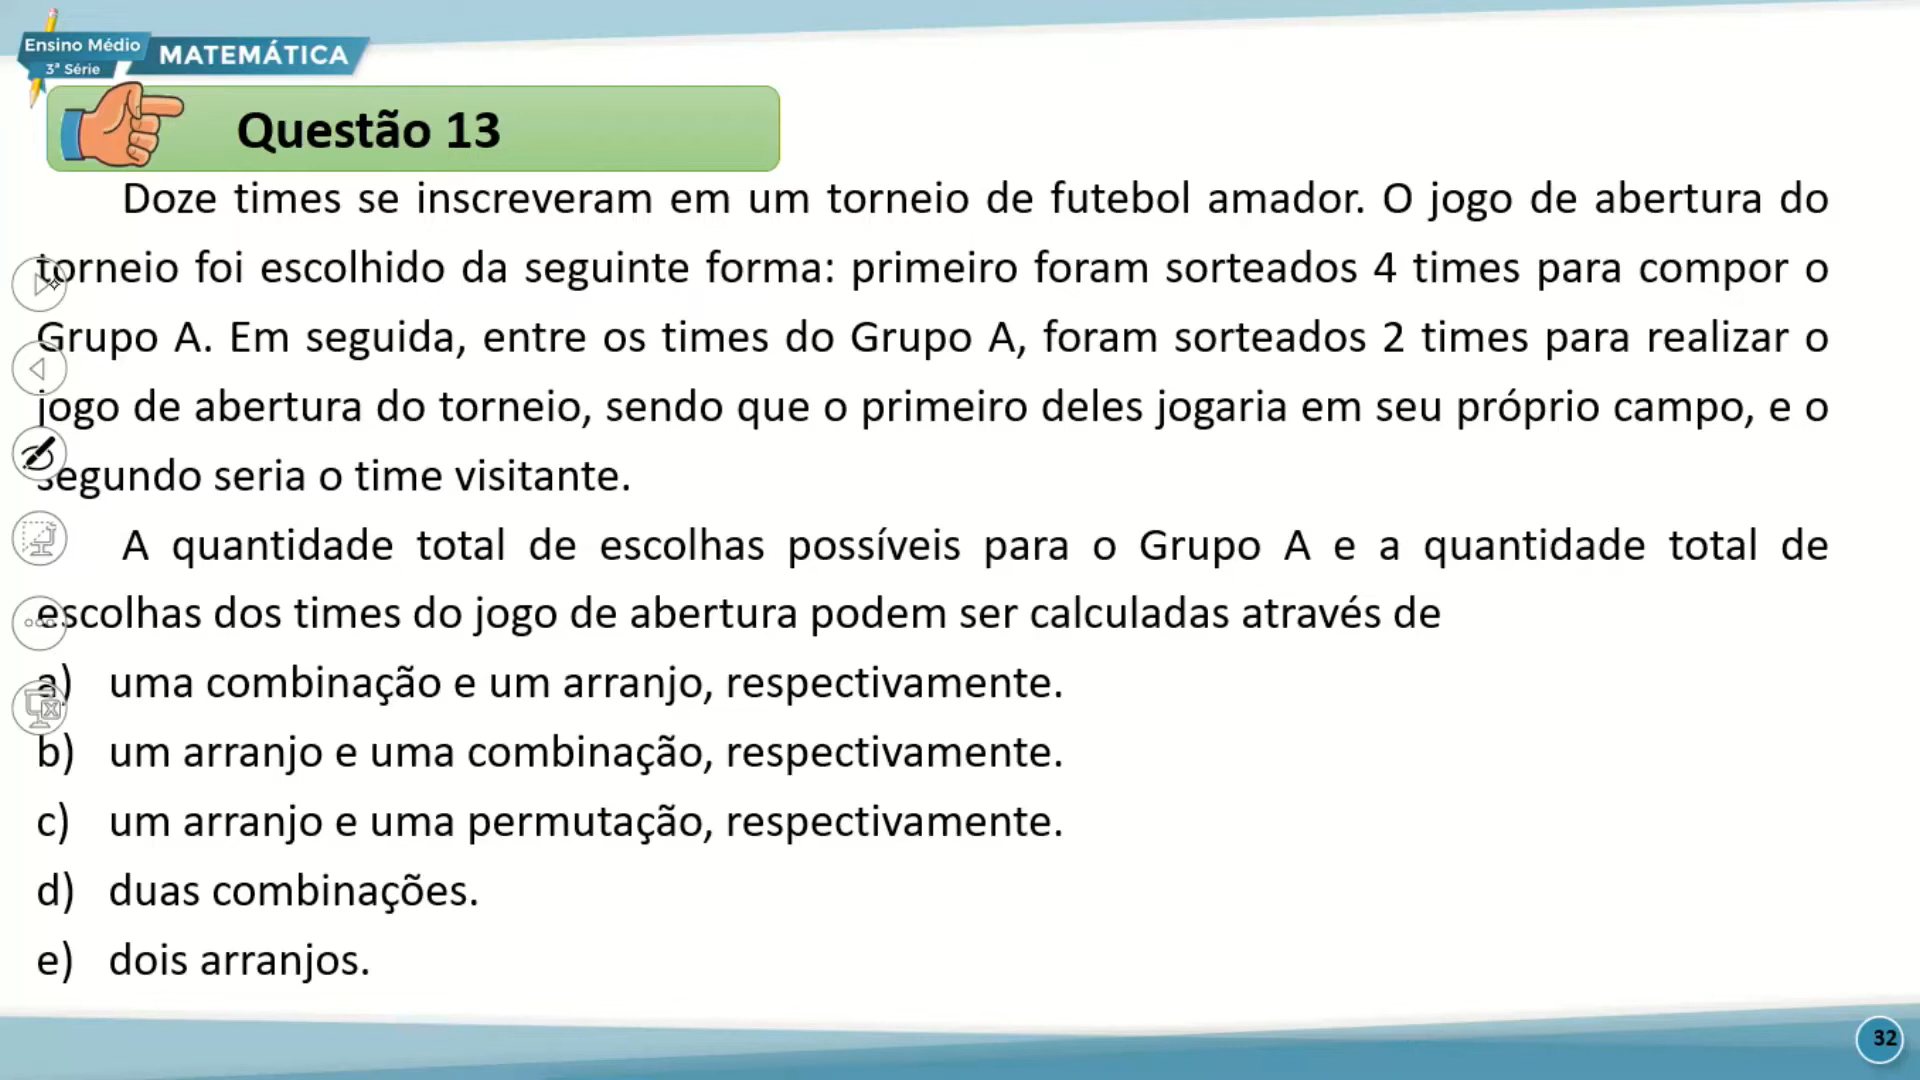 Ensino Médio
3ª Série
MATEMÁTICA
Questão 13
Doze times se inscreveram em um torneio de futebol amador. O jogo de abertura do
torneio foi escolhido da seguinte forma: primeiro foram sorteados 4 times para compor o
Grupo A. Em seguida, entre os times do Grupo A, foram sorteados 2 times para realizar o
jogo de abertura do torneio, sendo que o primeiro deles jogaria em seu próprio campo, e o
segundo seria o time visitante.
A quantidade total de escolhas possíveis para o Grupo A e a quantidade total de
escolhas dos times do jogo de abertura podem ser calculadas através de
a) uma combinação e um arranjo, respectivamente.
b) um arranjo e uma combinação, respectivamente.
c) um arranjo e uma permutação, respectivamente.
d) duas combinações.
e) dois arranjos.
32